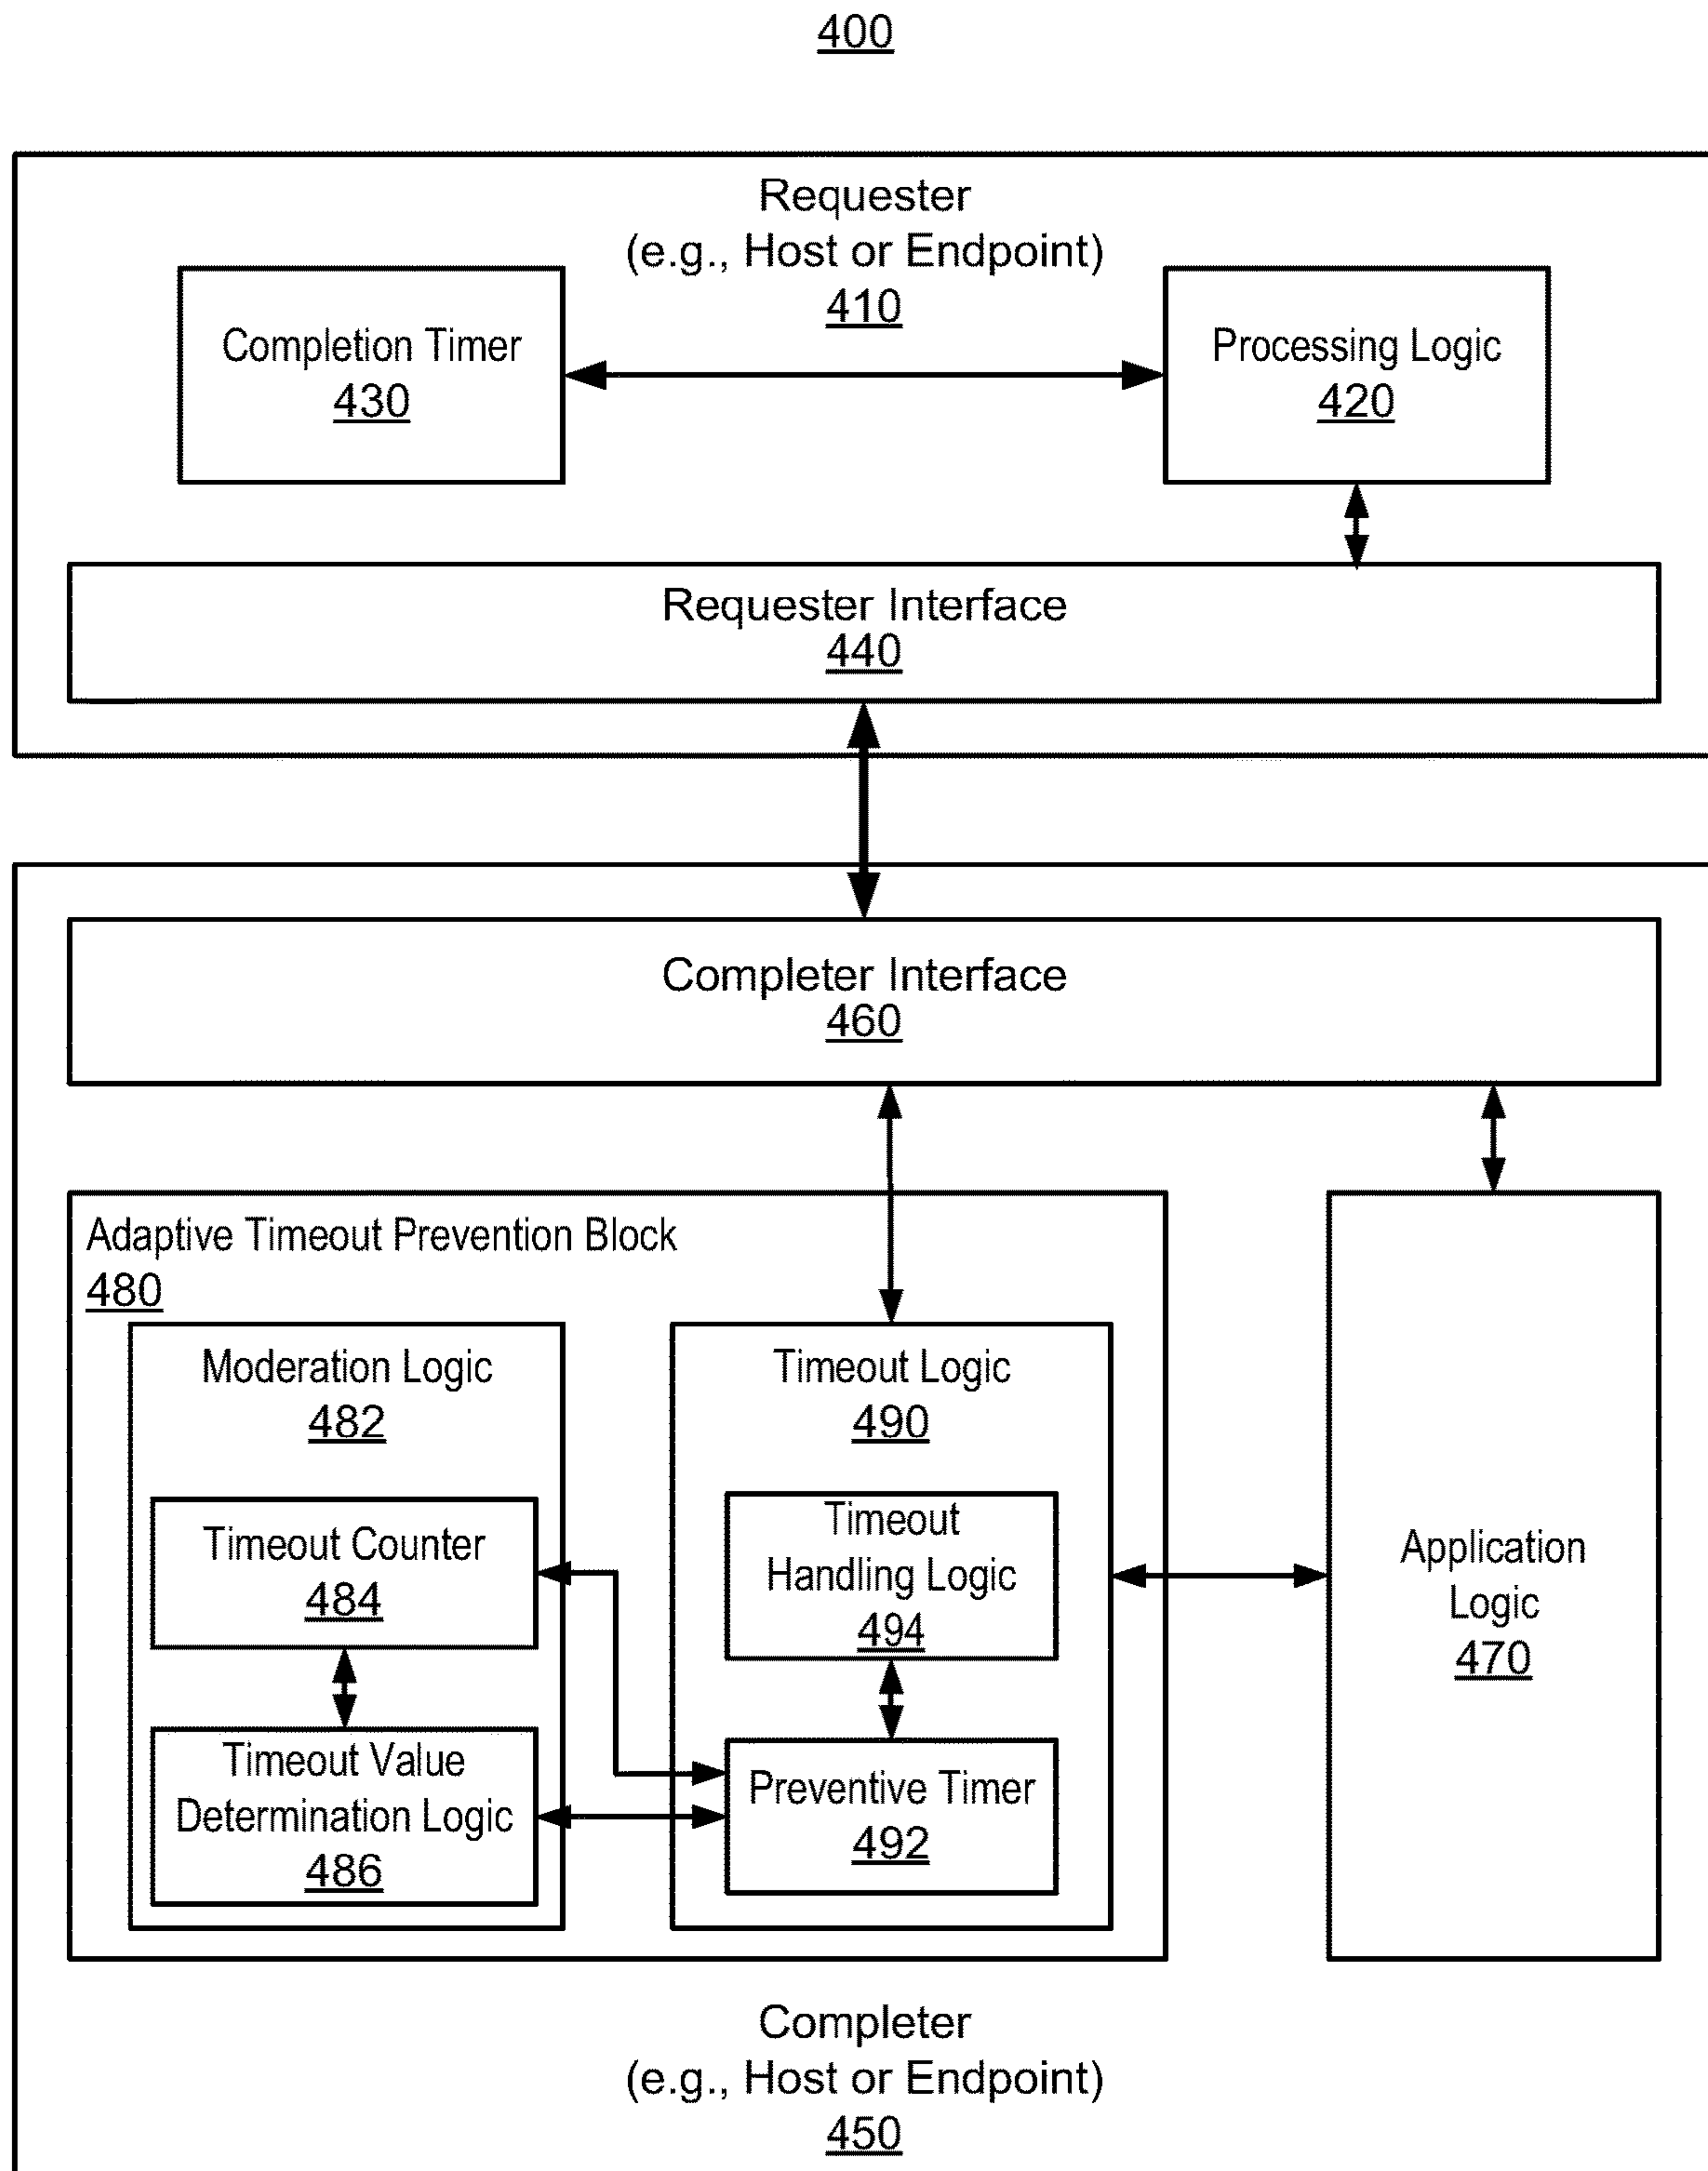 400
Requester
(e.g., Host or Endpoint)
410
Completion Timer
430
Processing Logic
420
Requester Interface
440
Completer Interface
460
Adaptive Timeout Prevention Block
480
Moderation Logic
482
Timeout Counter
484
Timeout Value
Determination Logic
486
Timeout Logic
490
Timeout
Handling Logic
494
Preventive Timer
492
Application
Logic
470
Completer
(e.g., Host or Endpoint)
450